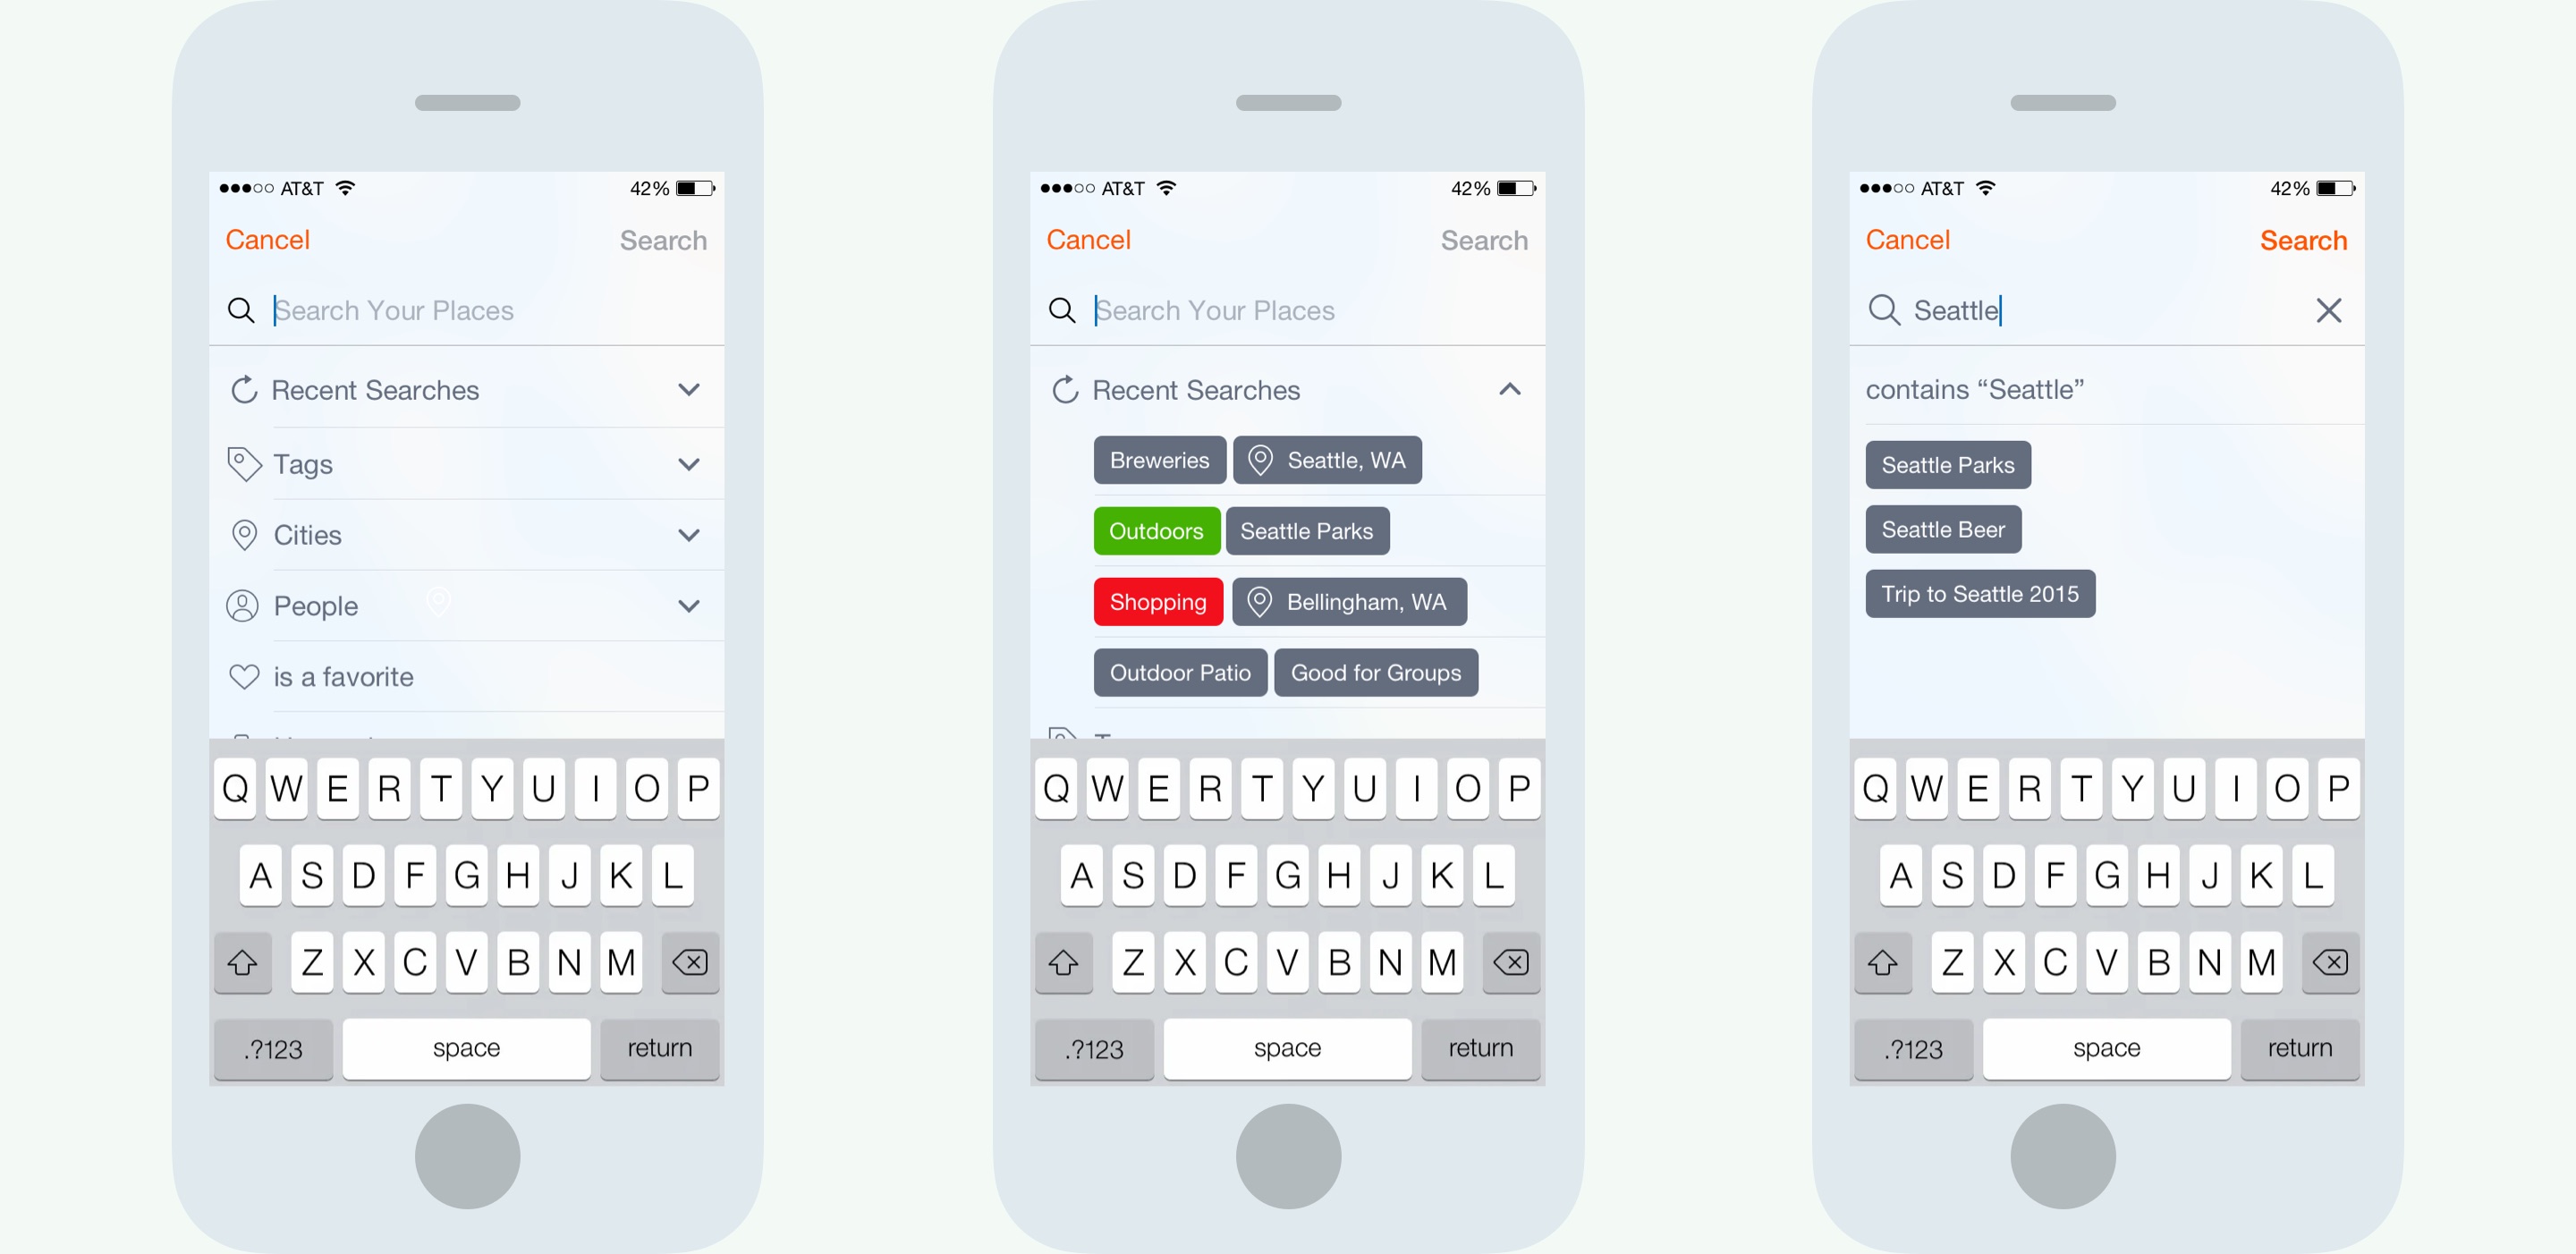 AT&T 42%
Cancel Search
Search Your Places
Recent Searches
Tags
Cities
People
is a favorite
Q W E R T Y U I O P
A S D F G H J K L
Z X C V B N M
.?123 space return
AT&T 42%
Cancel Search
Search Your Places
Recent Searches
Breweries Seattle, WA
Outdoors Seattle Parks
Shopping Bellingham, WA
Outdoor Patio Good for Groups
Q W E R T Y U I O P
A S D F G H J K L
Z X C V B N M
.?123 space return
AT&T 42%
Cancel Search
Seattle
contains “Seattle”
Seattle Parks
Seattle Beer
Trip to Seattle 2015
Q W E R T Y U I O P
A S D F G H J K L
Z X C V B N M
.?123 space return